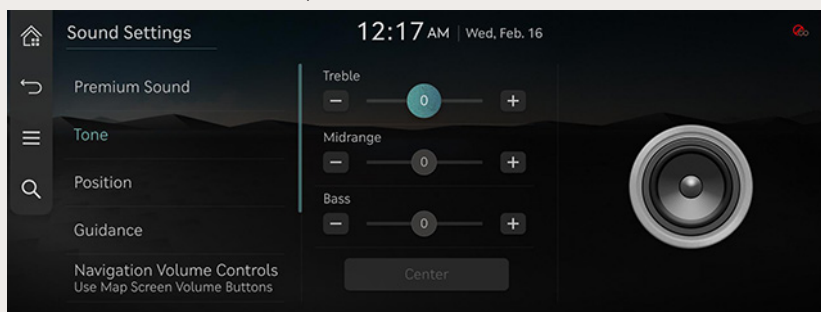 Sound Settings
12:17 AM | Wed, Feb. 16
Premium Sound
Tone
Position
Guidance
Navigation Volume Controls
Use Map Screen Volume Buttons
Treble
0
Midrange
0
Bass
0
Center